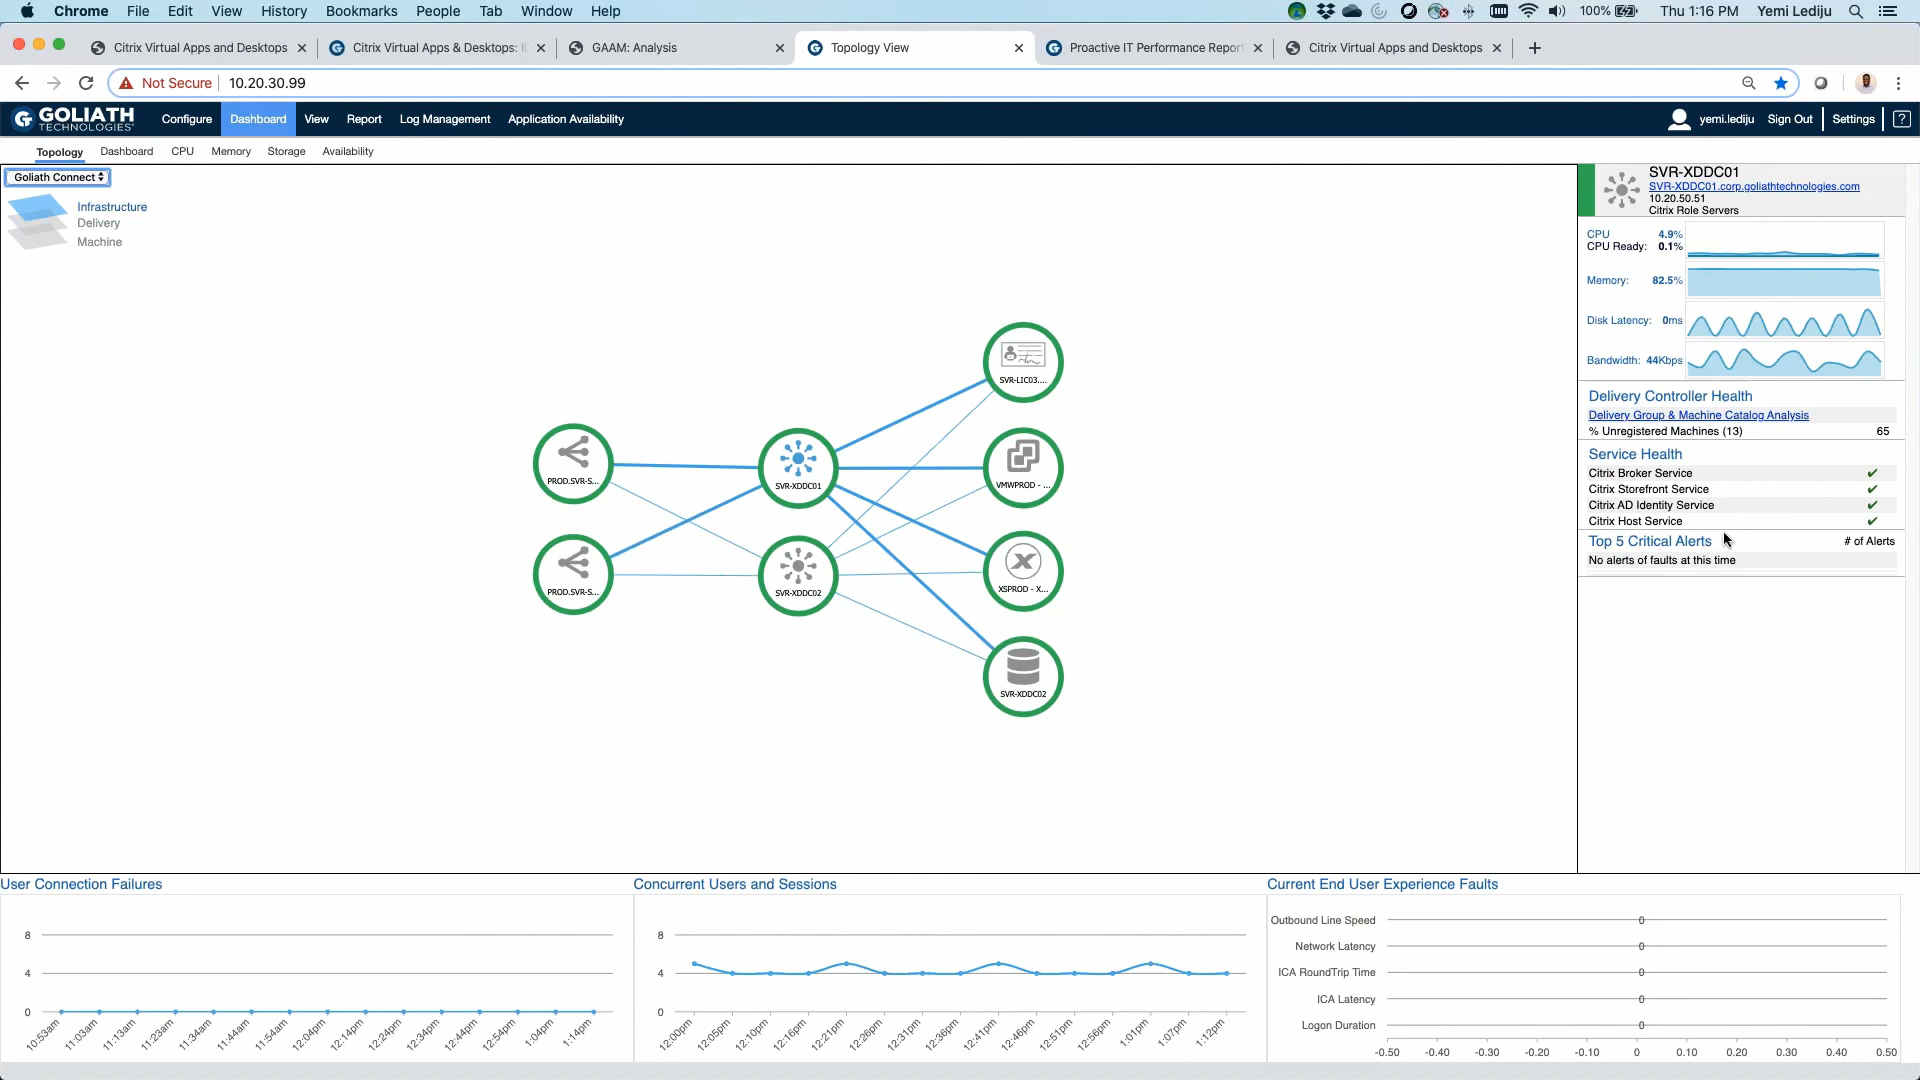 Chrome File Edit View History Bookmarks People Tab Window Help 100% Thu 1:16 PM Yemi Lediju
Citrix Virtual Apps and Desktops
Citrix Virtual Apps & Desktops:
GAAM: Analysis
Topology View
Proactive IT Performance Report
Citrix Virtual Apps and Desktops
Not Secure 10.20.30.99
G GOLIATH
TECHNOLOGIES
Configure Dashboard View Report Log Management Application Availability
yemi.lediju Sign Out Settings ?
Topology Dashboard CPU Memory Storage Availability
Goliath Connect
Infrastructure
Delivery
Machine
PROD.SVR-S...
PROD.SVR-S...
SVR-XDDC01
SVR-XDDC02
SVR-LIC03....
VMWPROD - ...
XSPROD - X...
SVR-XDDC02
SVR-XDDC01
SVR-XDDC01.corp.goliathtechnologies.com
10.20.50.51
Citrix Role Servers
CPU 4.9%
CPU Ready: 0.1%
Memory: 82.5%
Disk Latency: 0ms
Bandwidth: 44Kbps
Delivery Controller Health
Delivery Group & Machine Catalog Analysis
% Unregistered Machines (13) 65
Service Health
Citrix Broker Service ✔
Citrix Storefront Service ✔
Citrix AD Identity Service ✔
Citrix Host Service ✔
Top 5 Critical Alerts # of Alerts
No alerts of faults at this time
User Connection Failures
8
4
0
10:53am 11:03am 11:13am 11:23am 11:34am 11:44am 11:54am 12:04pm 12:14pm 12:24pm 12:34pm 12:44pm 12:54pm 1:04pm 1:14pm
Concurrent Users and Sessions
8
4
0
12:00pm 12:05pm 12:10pm 12:16pm 12:21pm 12:26pm 12:31pm 12:36pm 12:41pm 12:46pm 12:51pm 12:56pm 1:01pm 1:07pm 1:12pm
Current End User Experience Faults
Outbound Line Speed 0
Network Latency 0
ICA RoundTrip Time 0
ICA Latency 0
Logon Duration 0
-0.50 -0.40 -0.30 -0.20 -0.10 0 0.10 0.20 0.30 0.40 0.50